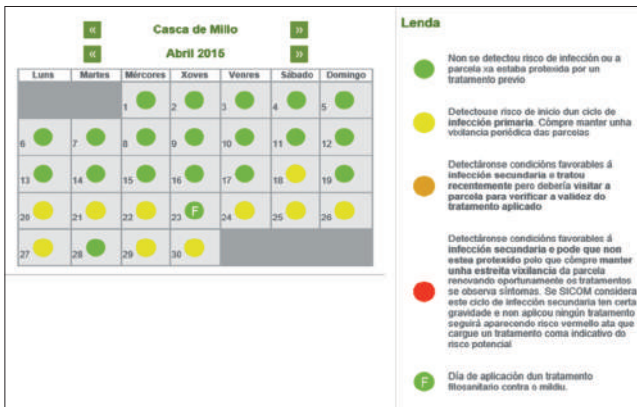 « Casca de Millo »
« Abril 2015 »
Luns Martes Mércores Xoves Venres Sábado Domingo
1 2 3 4 5
6 7 8 9 10 11 12
13 14 15 16 17 18 19
20 21 22 23 F 24 25 26
27 28 29 30
Lenda
Non se detectou risco de infección ou a
parcela xa estaba protexida por un
tratamento previo
Detectouse risco de inicio dun ciclo de
infección primaria. Cómpre manter unha
vixilancia periódica das parcelas
Detectáronse condicións favorables á
infección secundaria e tratou
recentemente pero debería visitar a
parcela para verificar a validez do
tratamento aplicado
Detectáronse condicións favorables á
infección secundaria e pode que non
estea protexido polo que cómpre manter
unha estreita vixilancia da parcela
renovando oportunamente os tratamentos
se observa síntomas. Se SICOM considera
este ciclo de infección secundaria ten certa
gravidade e non aplicou ningún tratamento
seguirá aparecendo risco vermello ata que
cargue un tratamento coma indicativo do
risco potencial
F Día de aplicación dun tratamento
fitosanitario contra o mildiu.